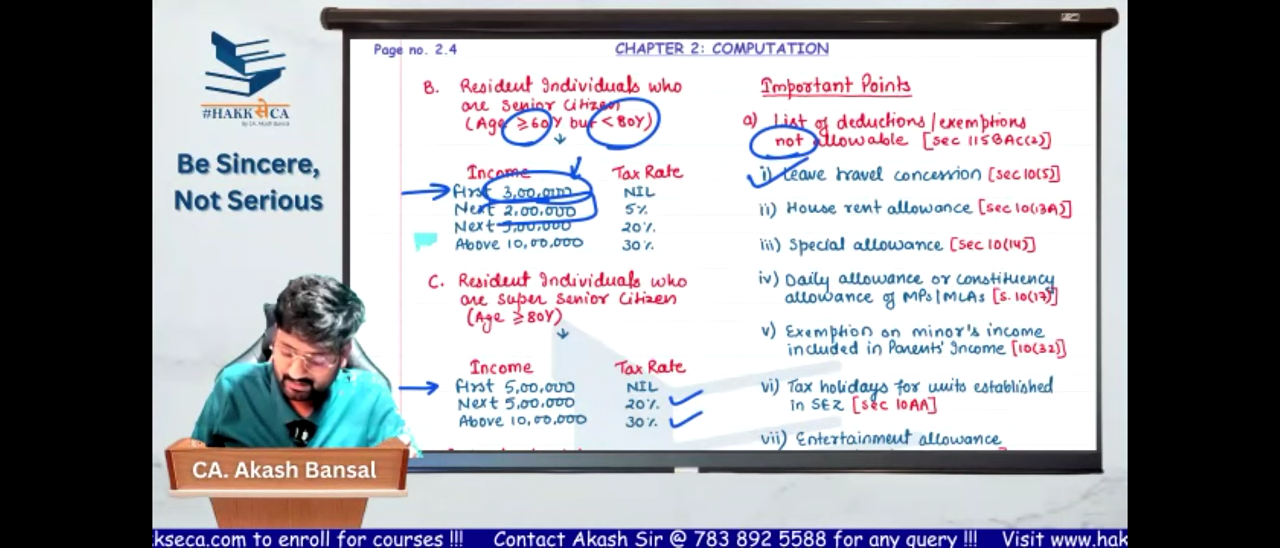 Page no. 2.4
CHAPTER 2: COMPUTATION
#HAKKसेCA
by CA. Akash Bansal
Be Sincere,
Not Serious
B. Resident Individuals who
are senior citizen
(Age ≥60Y but <80Y)
Income Tax Rate
First 3,00,000 NIL
Next 2,00,000 5%
Next 5,00,000 20%
Above 10,00,000 30%
C. Resident Individuals who
are super senior citizen
(Age ≥80Y)
Income Tax Rate
First 5,00,000 NIL
Next 5,00,000 20%
Above 10,00,000 30%
Important Points
a) List of deductions/exemptions
not allowable [sec 115BAC(2)]
i) Leave travel concession [sec 10(5)]
ii) House rent allowance [sec 10(13A)]
iii) Special allowance [sec 10(14)]
iv) Daily allowance or constituency
allowance of MPs/MLAs [s. 10(17)]
v) Exemption on minor's income
included in Parents' Income [10(32)]
vi) Tax holidays for units established
in SEZ [sec 10AA]
vii) Entertainment allowance
CA. Akash Bansal
kseca.com to enroll for courses !!! Contact Akash Sir @ 783 892 5588 for any query !!! Visit www.hak